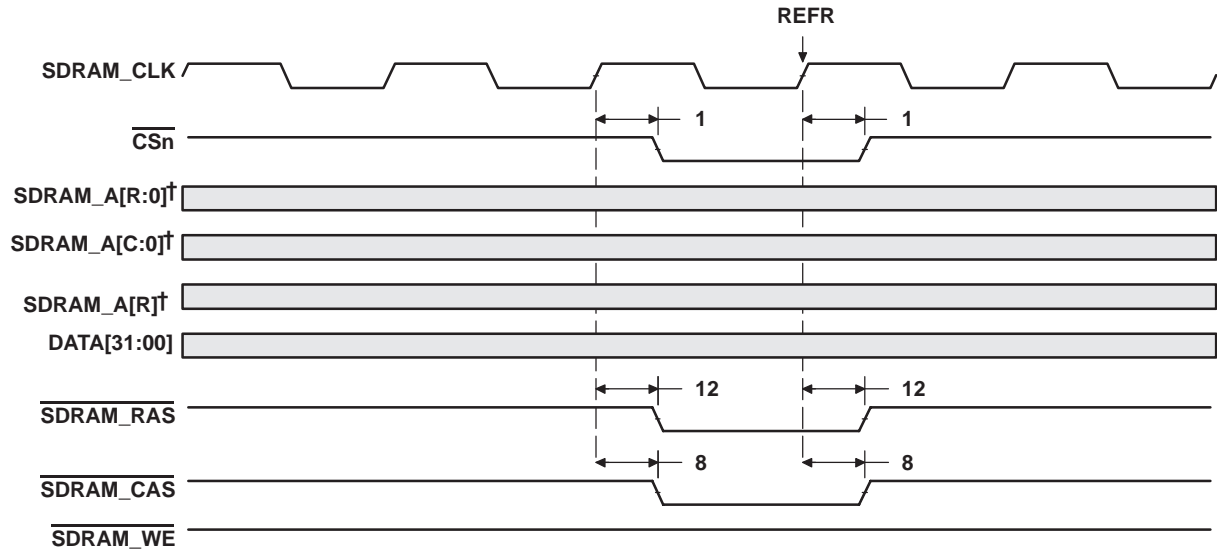 REFR
SDRAM_CLK
1 1
CSn
SDRAM_A[R:0]†
SDRAM_A[C:0]†
SDRAM_A[R]†
DATA[31:00]
12 12
SDRAM_RAS
8 8
SDRAM_CAS
SDRAM_WE